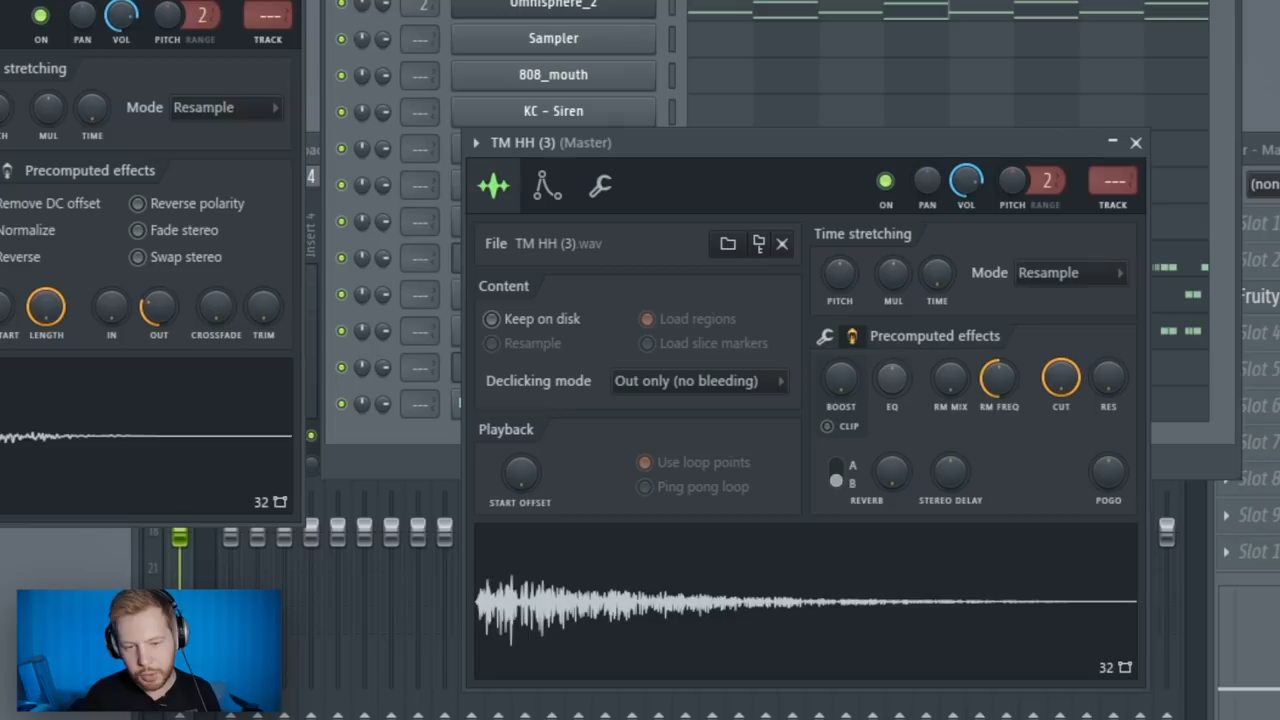 Omnisphere_2
2
ON PAN VOL PITCH RANGE 2 --- TRACK
--- Sampler
stretching
--- 808_mouth
MUL TIME Mode Resample
--- KC - Siren
TM HH (3) (Master)
Precomputed effects
4
Remove DC offset Reverse polarity
Normalize Fade stereo
Reverse Swap stereo
Insert 4
ON PAN VOL PITCH RANGE 2 --- TRACK
File TM HH (3).wav
Time stretching
Content
PITCH MUL TIME Mode Resample
Keep on disk Load regions
Resample Load slice markers
Precomputed effects
Declicking mode Out only (no bleeding)
BOOST EQ RM MIX RM FREQ CUT RES
CLIP
Playback
START OFFSET
Use loop points
Ping pong loop
A
B
REVERB STEREO DELAY POGO
START LENGTH IN OUT CROSSFADE TRIM
32
32
21
Slot 1
Slot 2
Fruity
Slot 4
Slot 5
Slot 6
Slot 7
Slot 8
Slot 9
Slot 1